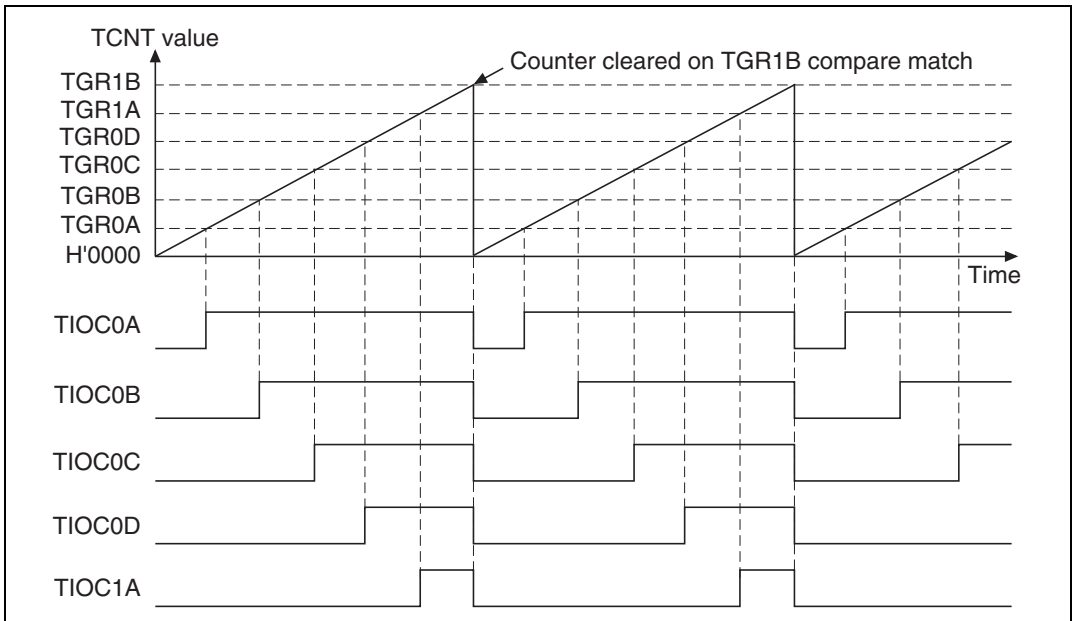 TCNT value
Counter cleared on TGR1B compare match
TGR1B
TGR1A
TGR0D
TGR0C
TGR0B
TGR0A
H'0000
Time
TIOC0A
TIOC0B
TIOC0C
TIOC0D
TIOC1A